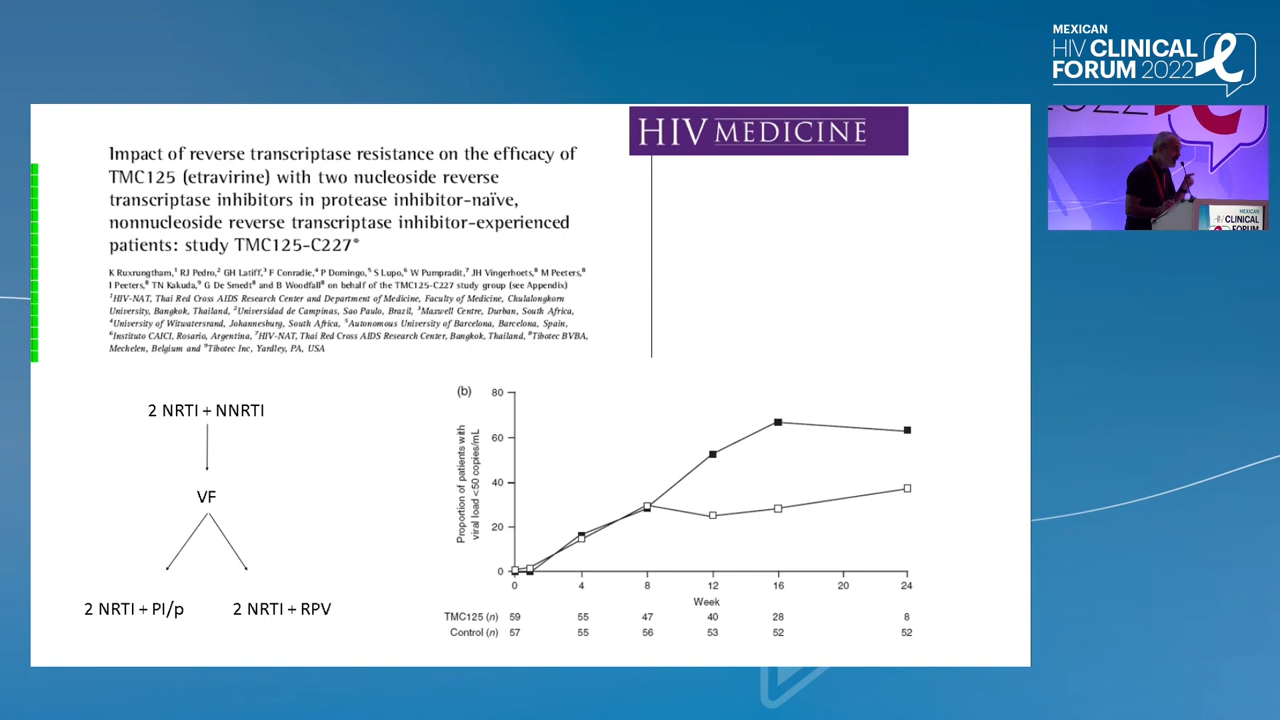 MEXICAN
HIV CLINICAL
FORUM 2022
HIV MEDICINE
Impact of reverse transcriptase resistance on the efficacy of
TMC125 (etravirine) with two nucleoside reverse
transcriptase inhibitors in protease inhibitor-naïve,
nonnucleoside reverse transcriptase inhibitor-experienced
patients: study TMC125-C227*
K Ruxrungtham,1 RJ Pedro,2 GH Latiff,3 F Conradie,4 P Domingo,5 S Lupo,6 W Pumpradit,7 JH Vingerhoets,8 M Peeters,8
I Peeters,8 TN Kakuda,9 G De Smedt8 and B Woodfall8 on behalf of the TMC125-C227 study group (see Appendix)
1HIV-NAT, Thai Red Cross AIDS Research Center and Department of Medicine, Faculty of Medicine, Chulalongkorn
University, Bangkok, Thailand, 2Universidad de Campinas, Sao Paulo, Brazil, 3Maxwell Centre, Durban, South Africa,
4University of Witwatersrand, Johannesburg, South Africa, 5Autonomous University of Barcelona, Barcelona, Spain,
6Instituto CAICI, Rosario, Argentina, 7HIV-NAT, Thai Red Cross AIDS Research Center, Bangkok, Thailand, 8Tibotec BVBA,
Mechelen, Belgium and 9Tibotec Inc, Yardley, PA, USA
2 NRTI + NNRTI
VF
2 NRTI + PI/p 2 NRTI + RPV
(b)
Proportion of patients with
viral load <50 copies/mL
80
60
40
20
0
0 4 8 12 16 20 24
Week
TMC125 (n) 59 55 47 40 28 8
Control (n) 57 55 56 53 52 52
2022
MEXICAN
HIV CLINICAL
FORUM